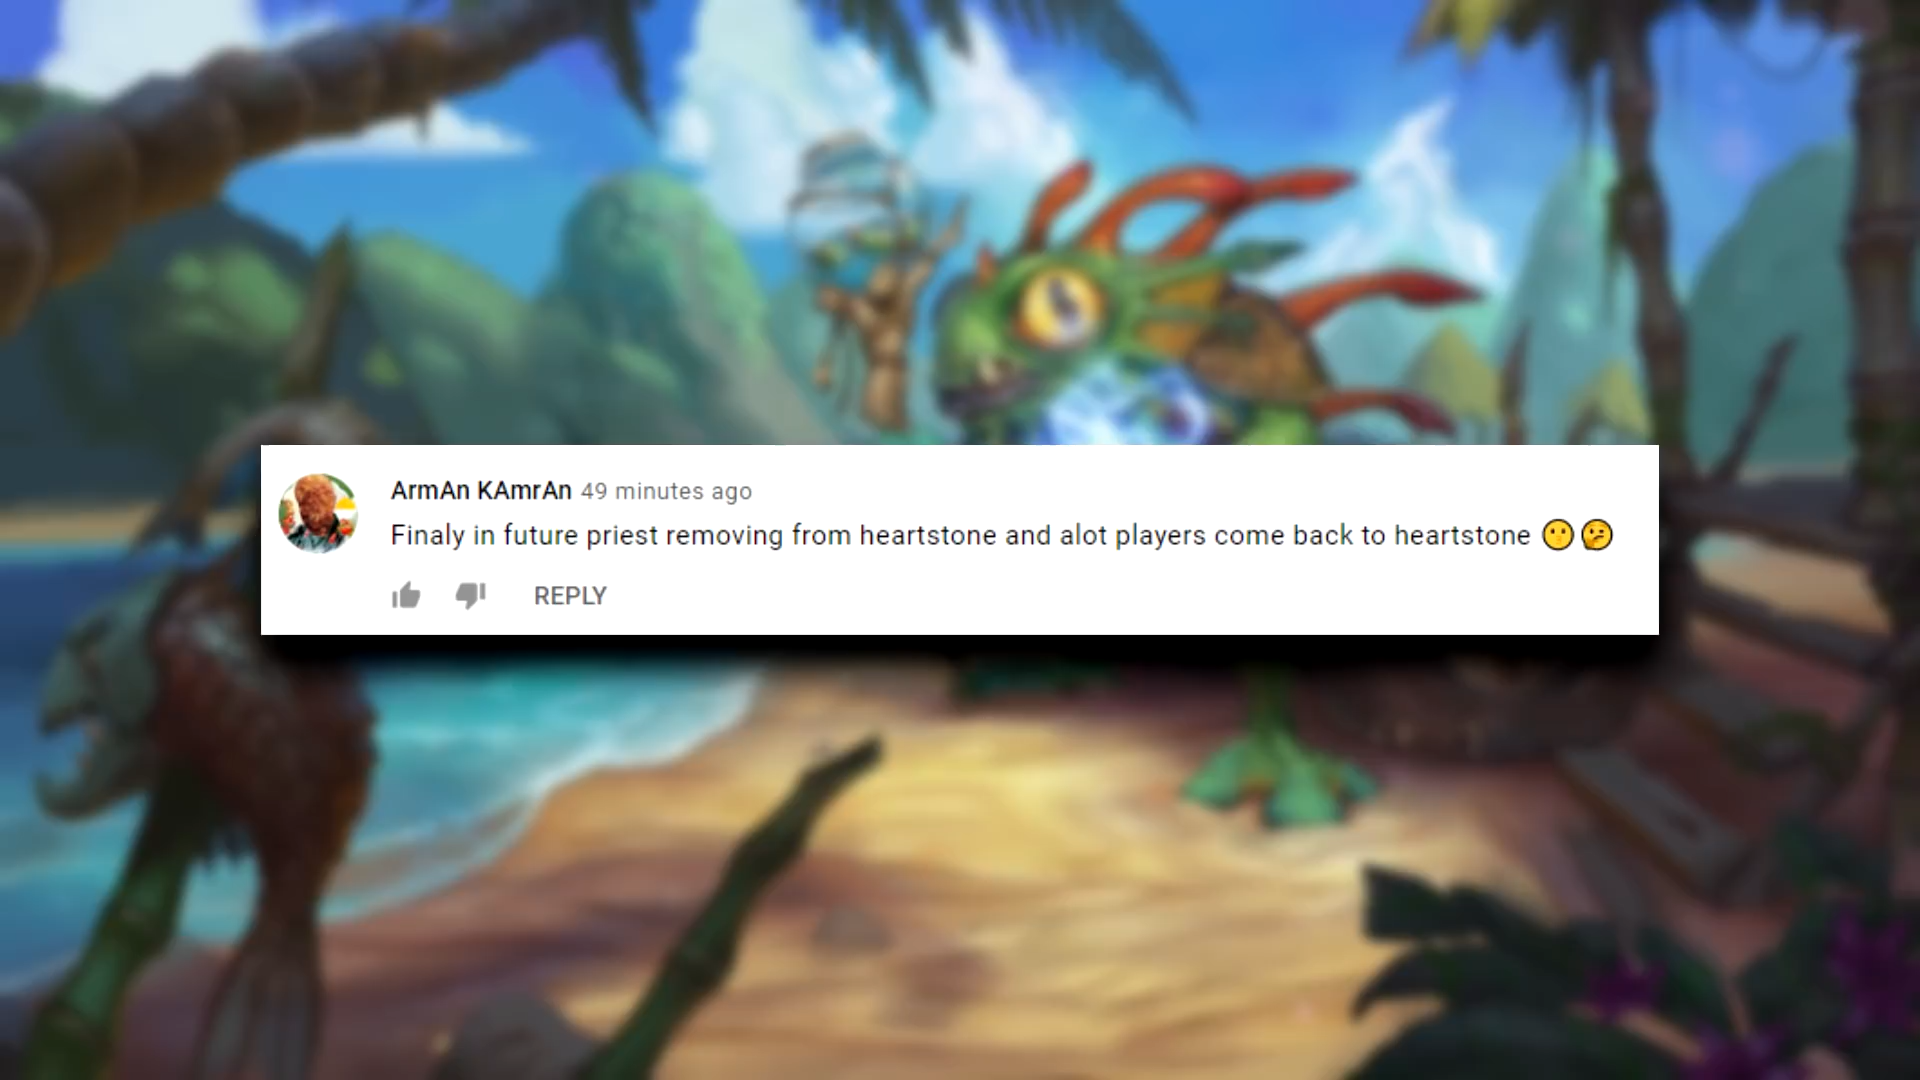 ArmAn KAmrAn 49 minutes ago
Finaly in future priest removing from heartstone and alot players come back to heartstone 😗🤔
REPLY